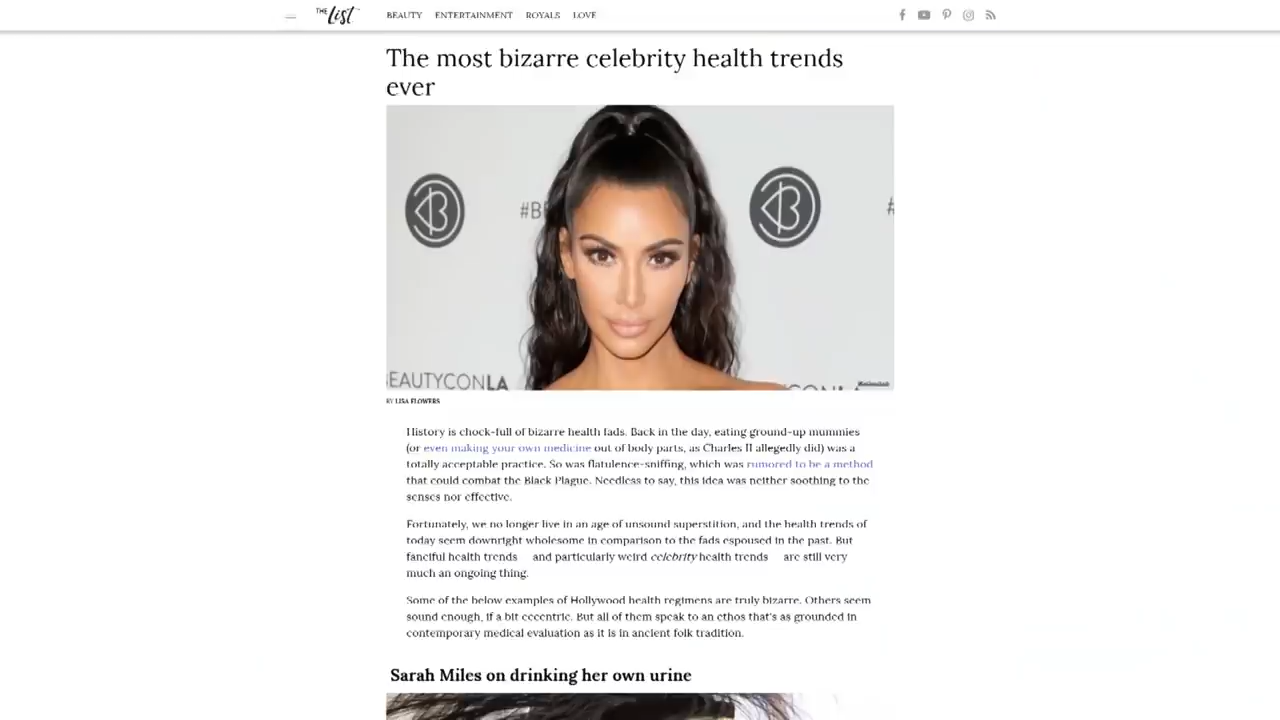 THE List
BEAUTY ENTERTAINMENT ROYALS LOVE
The most bizarre celebrity health trends
ever
#B
BEAUTYCONLA
CONLA
BY LISA FLOWERS
History is chock-full of bizarre health fads. Back in the day, eating ground-up mummies
(or even making your own medicine out of body parts, as Charles II allegedly did) was a
totally acceptable practice. So was flatulence-sniffing, which was rumored to be a method
that could combat the Black Plague. Needless to say, this idea was neither soothing to the
senses nor effective.
Fortunately, we no longer live in an age of unsound superstition, and the health trends of
today seem downright wholesome in comparison to the fads espoused in the past. But
fanciful health trends and particularly weird celebrity health trends are still very
much an ongoing thing.
Some of the below examples of Hollywood health regimens are truly bizarre. Others seem
sound enough, if a bit eccentric. But all of them speak to an ethos that's as grounded in
contemporary medical evaluation as it is in ancient folk tradition.
Sarah Miles on drinking her own urine